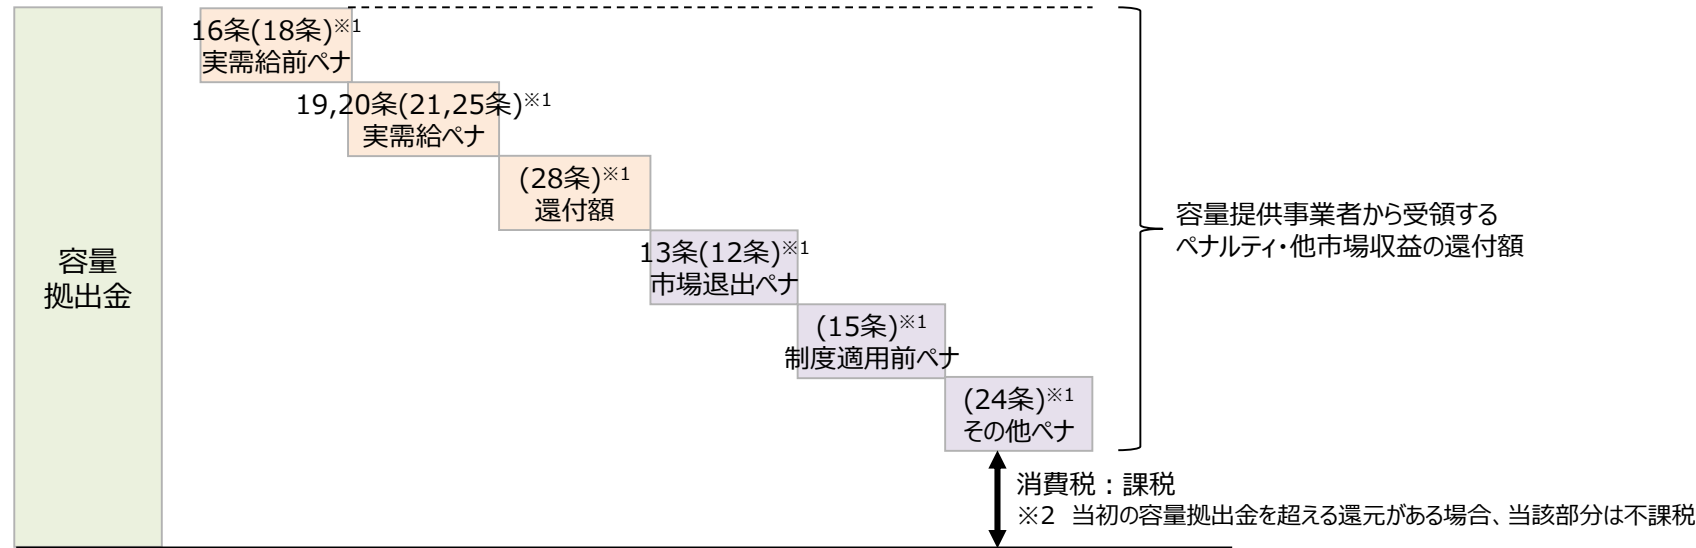 容量
拠出金
16条(18条)※1
実需給前ペナ
19,20条(21,25条)※1
実需給ペナ
(28条)※1
還付額
13条(12条)※1
市場退出ペナ
(15条)※1
制度適用前ペナ
(24条)※1
その他ペナ
容量提供事業者から受領する
ペナルティ・他市場収益の還付額
消費税：課税
※2 当初の容量拠出金を超える還元がある場合、当該部分は不課税